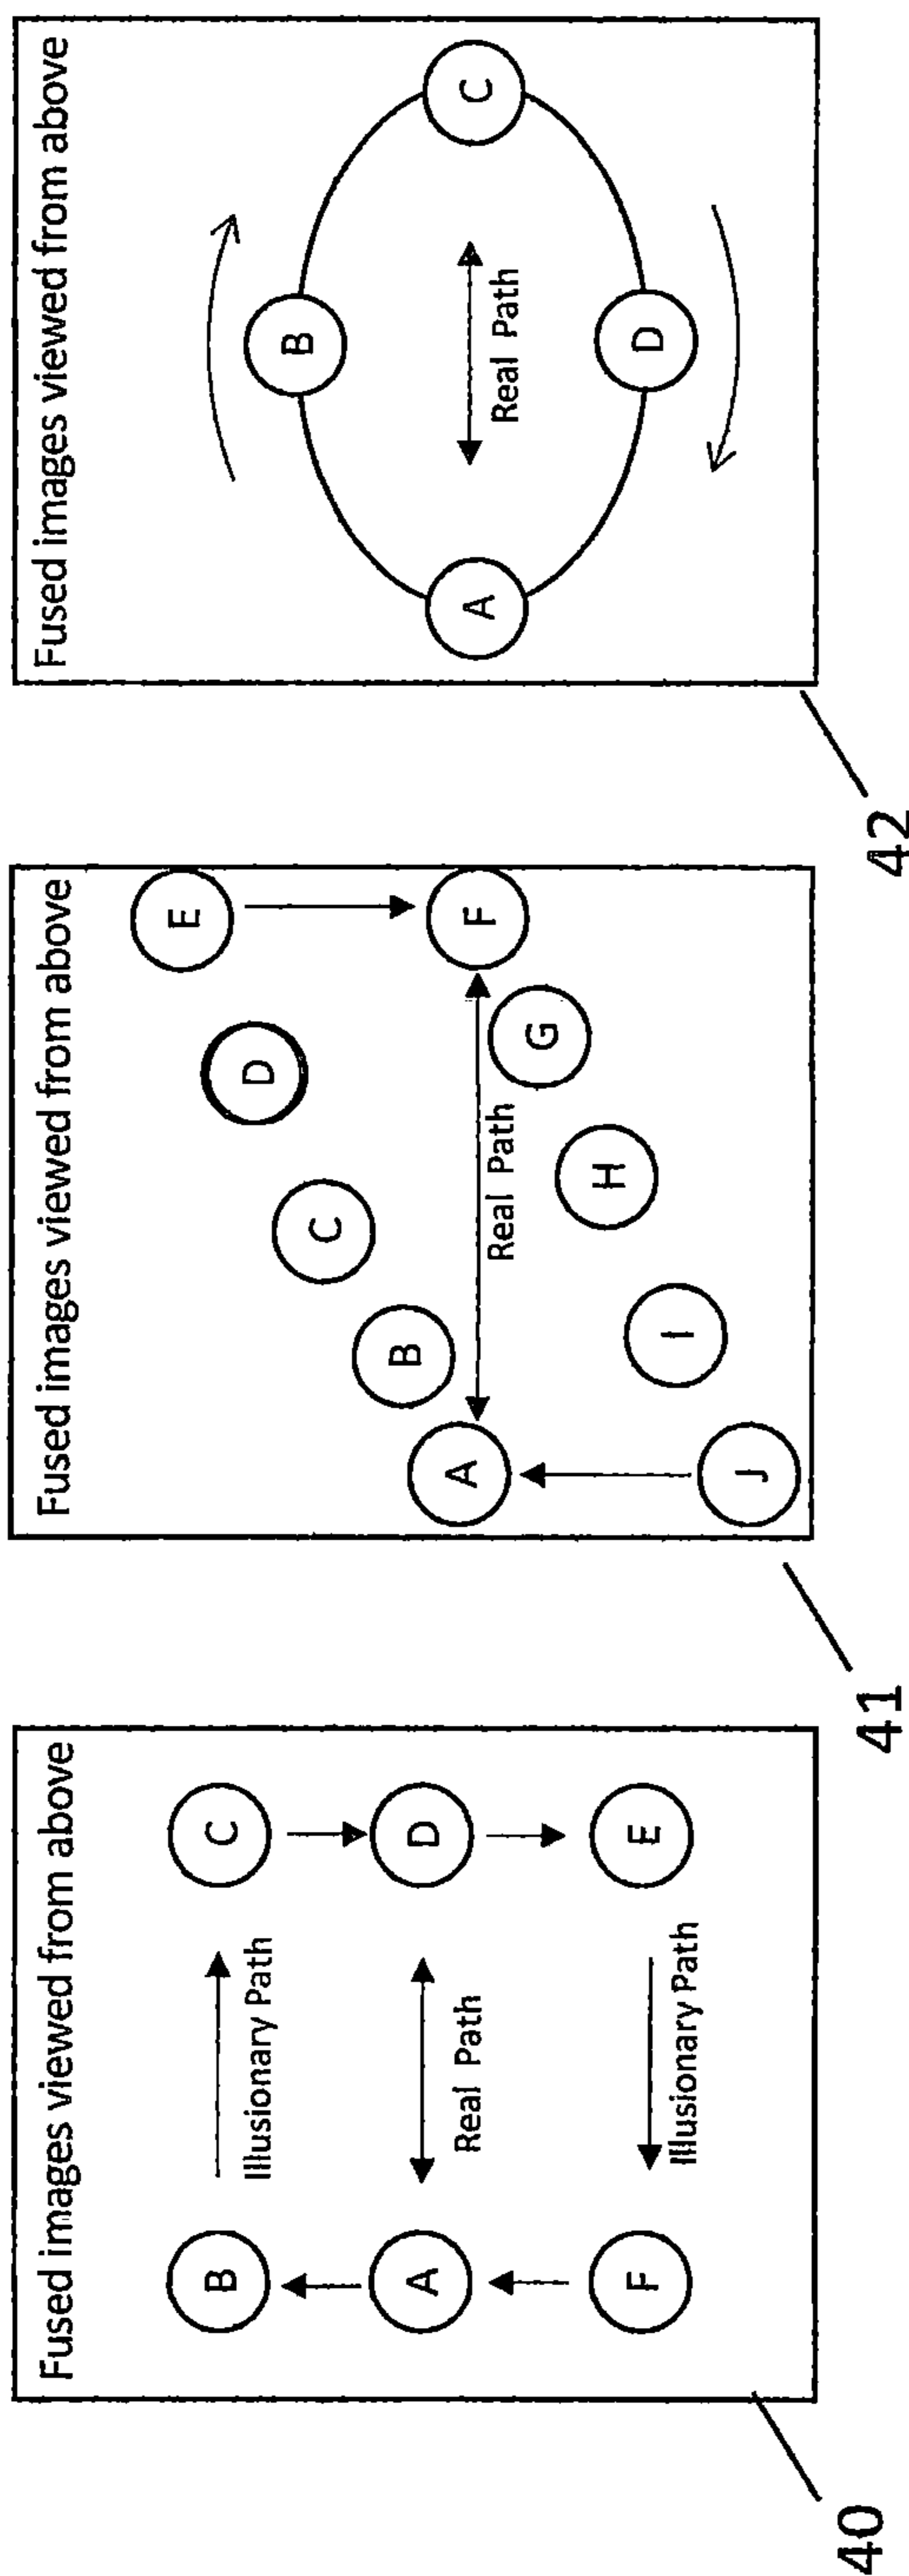 Fused images viewed from above
B
C
Illusionary Path
A
D
Real Path
F
E
Illusionary Path
40
Fused images viewed from above
E
D
C
B
A
F
Real Path
G
H
I
J
41
Fused images viewed from above
B
A
C
Real Path
D
42